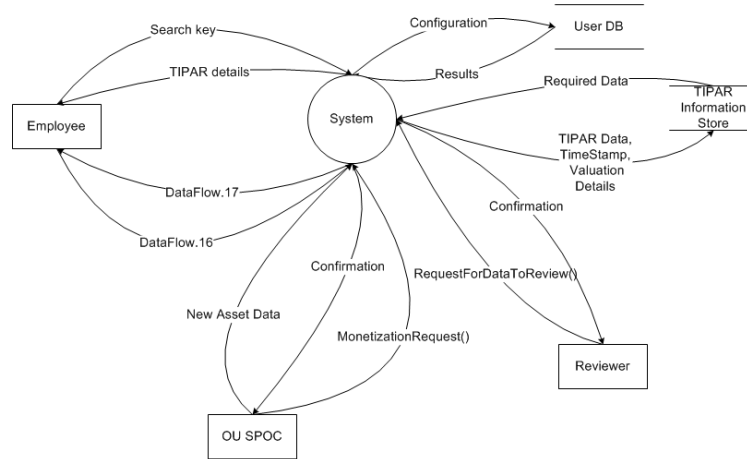 Search key
Configuration
User DB
TIPAR details
Results
Required Data
TIPAR
Information
Store
Employee
System
TIPAR Data,
TimeStamp,
Valuation
Details
DataFlow.17
Confirmation
DataFlow.16
Confirmation
RequestForDataToReview()
New Asset Data
MonetizationRequest()
Reviewer
OU SPOC